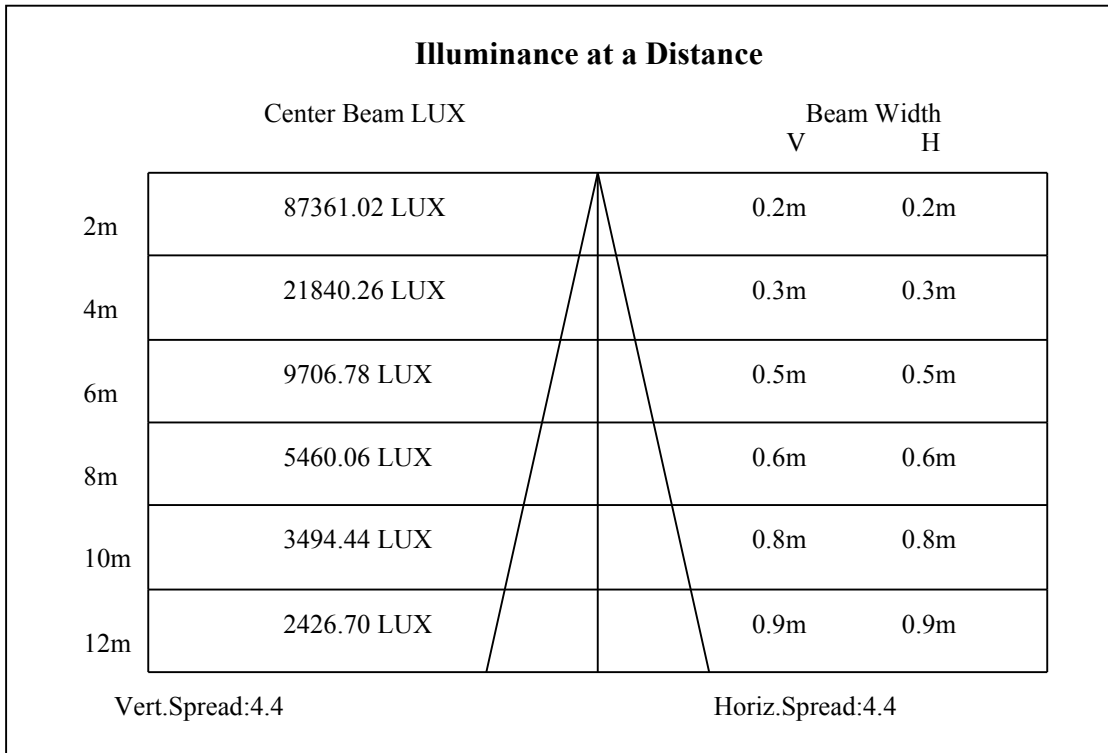 Illuminance at a Distance
Center Beam LUX Beam Width
V H
2m 87361.02 LUX 0.2m 0.2m
4m 21840.26 LUX 0.3m 0.3m
6m 9706.78 LUX 0.5m 0.5m
8m 5460.06 LUX 0.6m 0.6m
10m 3494.44 LUX 0.8m 0.8m
12m 2426.70 LUX 0.9m 0.9m
Vert.Spread:4.4 Horiz.Spread:4.4